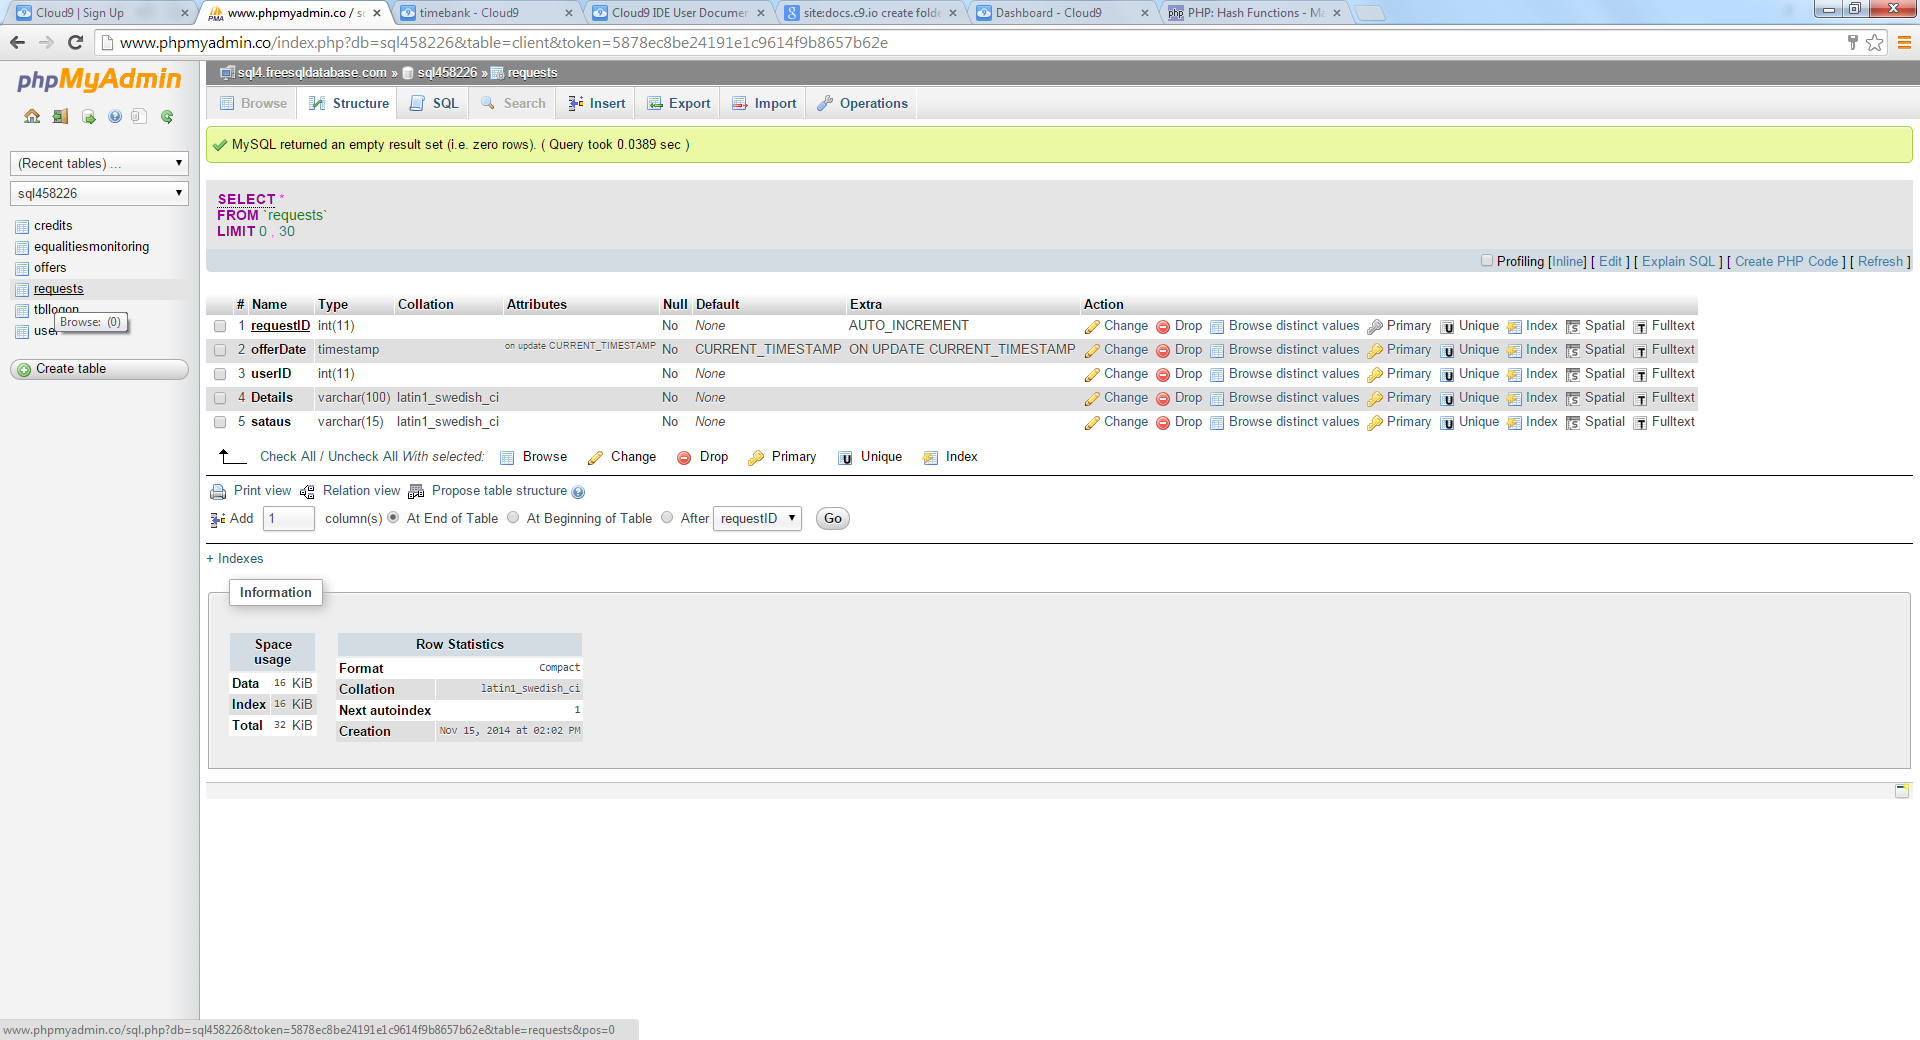 Cloud9 | Sign Up
www.phpmyadmin.co / s
timebank - Cloud9
Cloud9 IDE User Documen
site:docs.c9.io create folde
Dashboard - Cloud9
PHP: Hash Functions - Ma
www.phpmyadmin.co/index.php?db=sql458226&table=client&token=5878ec8be24191e1c9614f9b8657b62e
phpMyAdmin
sql4.freesqldatabase.com » sql458226 » requests
Browse Structure SQL Search Insert Export Import Operations
MySQL returned an empty result set (i.e. zero rows). ( Query took 0.0389 sec )
(Recent tables) ...
sql458226
credits
equalitiesmonitoring
offers
requests
tbllogon
user
Browse: (0)
Create table
SELECT *
FROM `requests`
LIMIT 0 , 30
Profiling [Inline] [ Edit ] [ Explain SQL ] [ Create PHP Code ] [ Refresh ]
# Name Type Collation Attributes Null Default Extra Action
1 requestID int(11) No None AUTO_INCREMENT Change Drop Browse distinct values Primary Unique Index Spatial Fulltext
2 offerDate timestamp on update CURRENT_TIMESTAMP No CURRENT_TIMESTAMP ON UPDATE CURRENT_TIMESTAMP Change Drop Browse distinct values Primary Unique Index Spatial Fulltext
3 userID int(11) No None Change Drop Browse distinct values Primary Unique Index Spatial Fulltext
4 Details varchar(100) latin1_swedish_ci No None Change Drop Browse distinct values Primary Unique Index Spatial Fulltext
5 sataus varchar(15) latin1_swedish_ci No None Change Drop Browse distinct values Primary Unique Index Spatial Fulltext
Check All / Uncheck All With selected: Browse Change Drop Primary Unique Index
Print view Relation view Propose table structure
Add 1 column(s) At End of Table At Beginning of Table After requestID Go
+ Indexes
Information
Space usage
Data 16 KiB
Index 16 KiB
Total 32 KiB
Row Statistics
Format Compact
Collation latin1_swedish_ci
Next autoindex 1
Creation Nov 15, 2014 at 02:02 PM
www.phpmyadmin.co/sql.php?db=sql458226&token=5878ec8be24191e1c9614f9b8657b62e&table=requests&pos=0